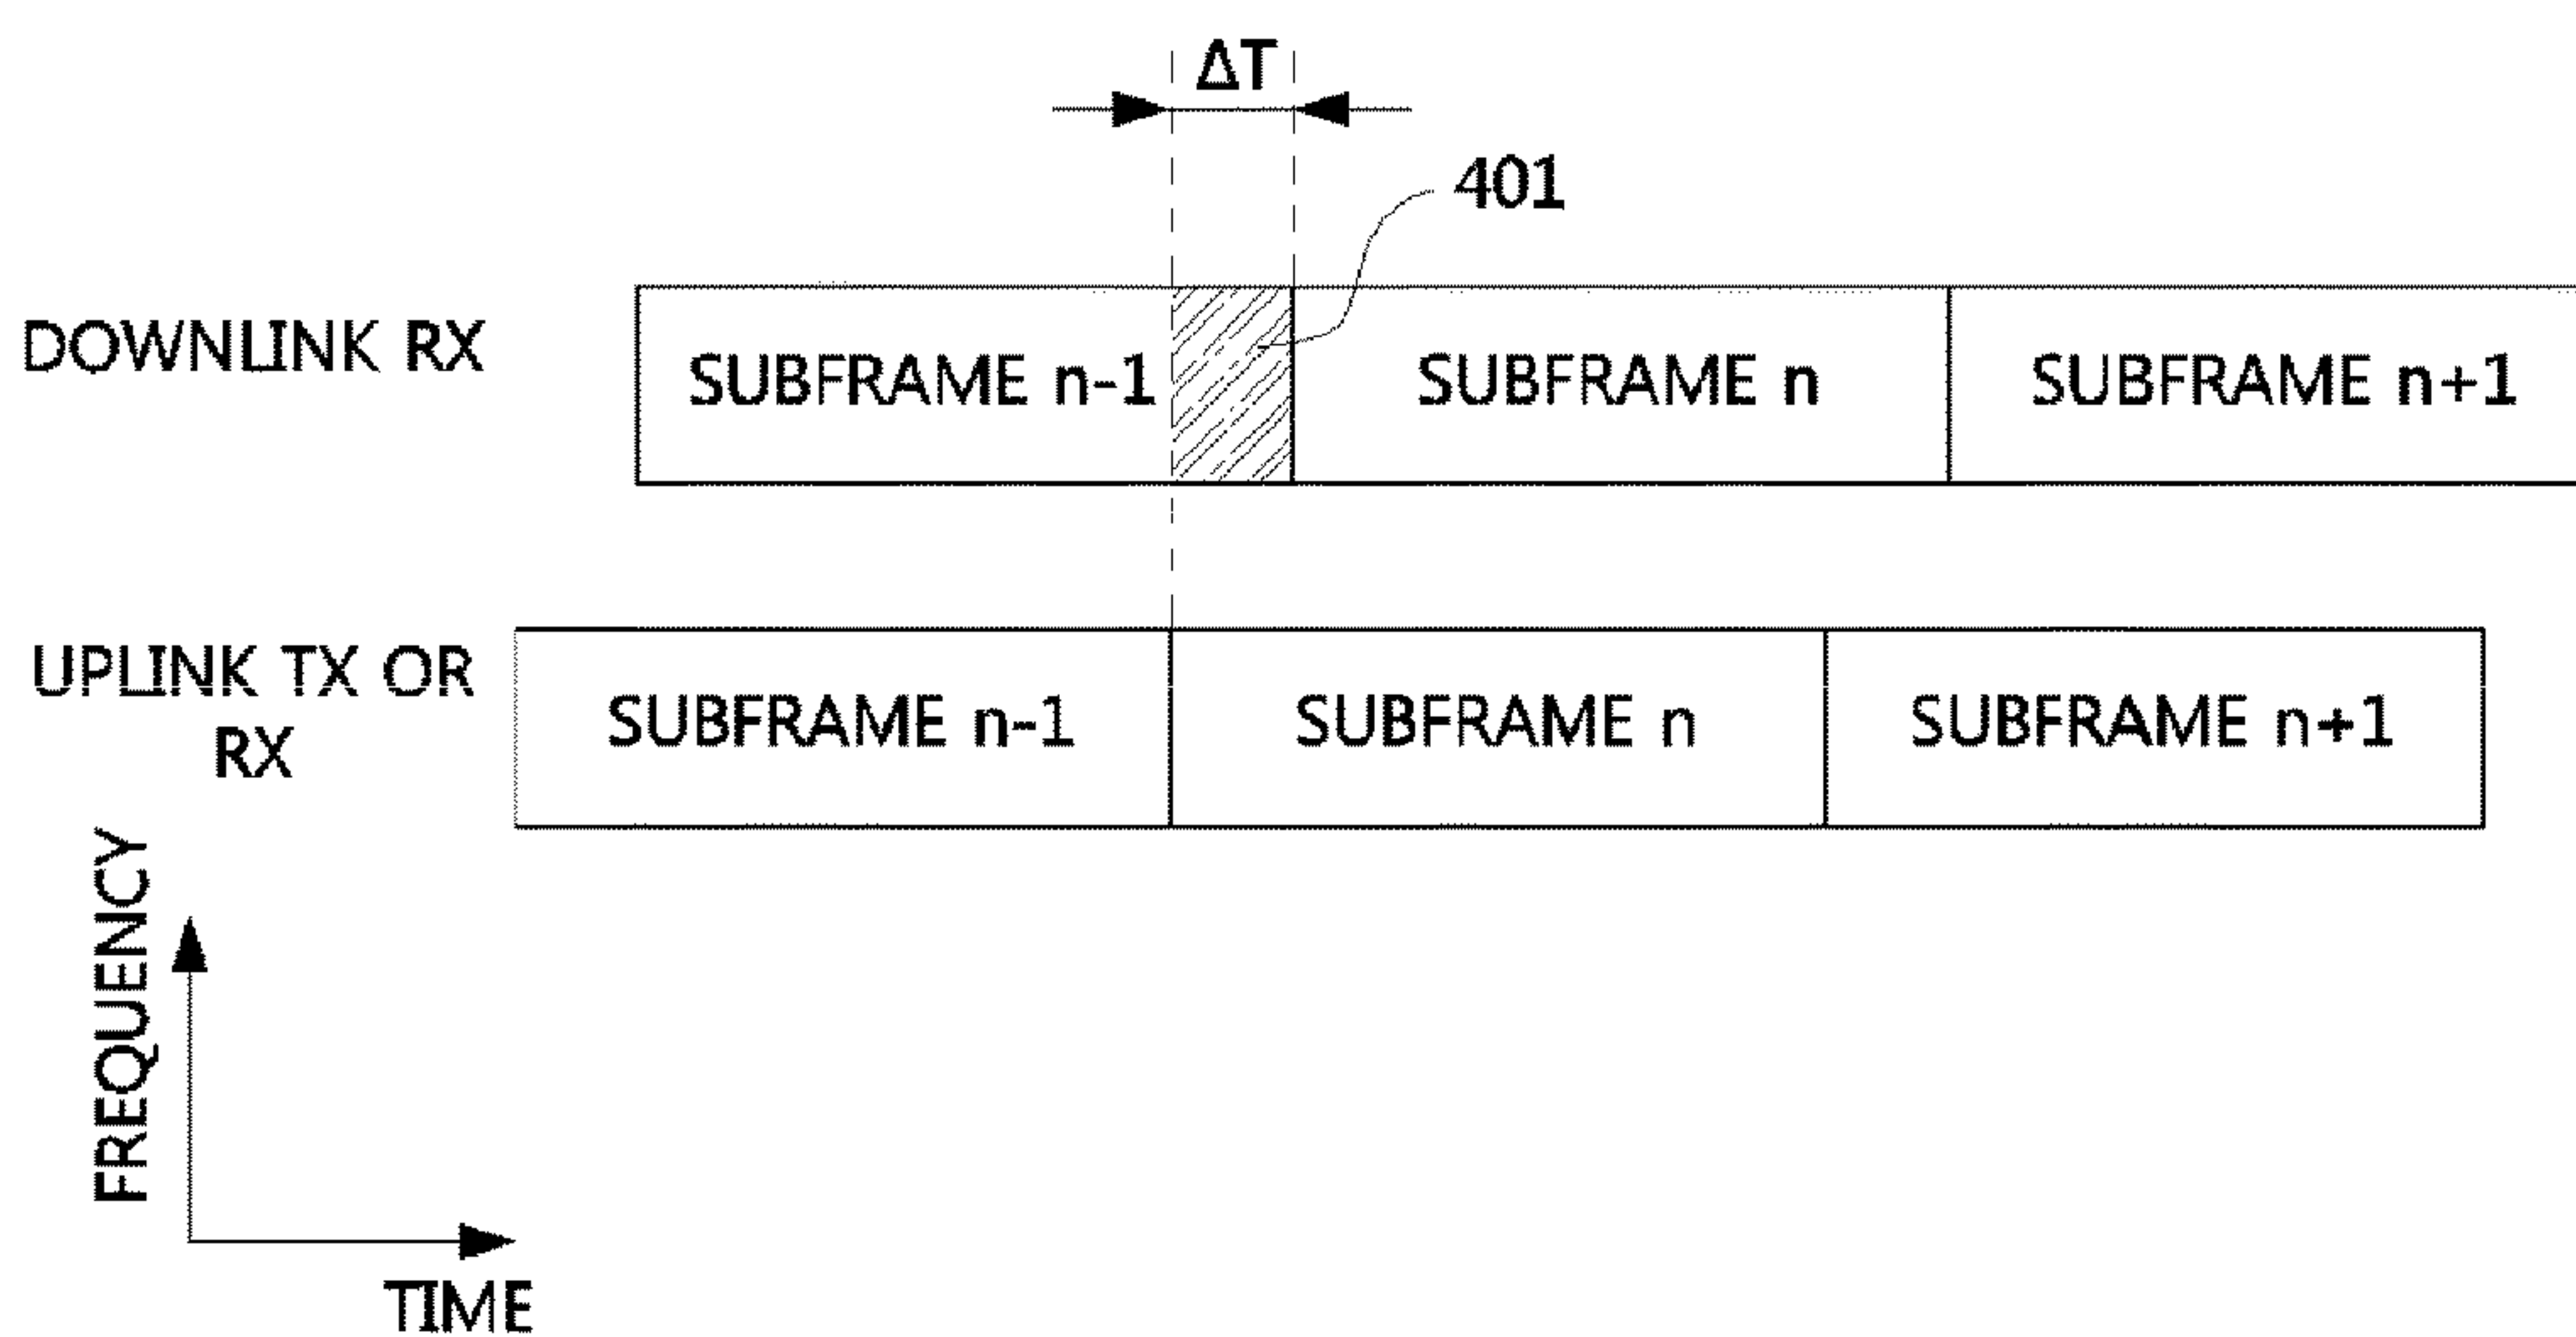 ΔT
401
DOWNLINK RX
SUBFRAME n-1
SUBFRAME n
SUBFRAME n+1
UPLINK TX OR
RX
SUBFRAME n-1
SUBFRAME n
SUBFRAME n+1
FREQUENCY
TIME